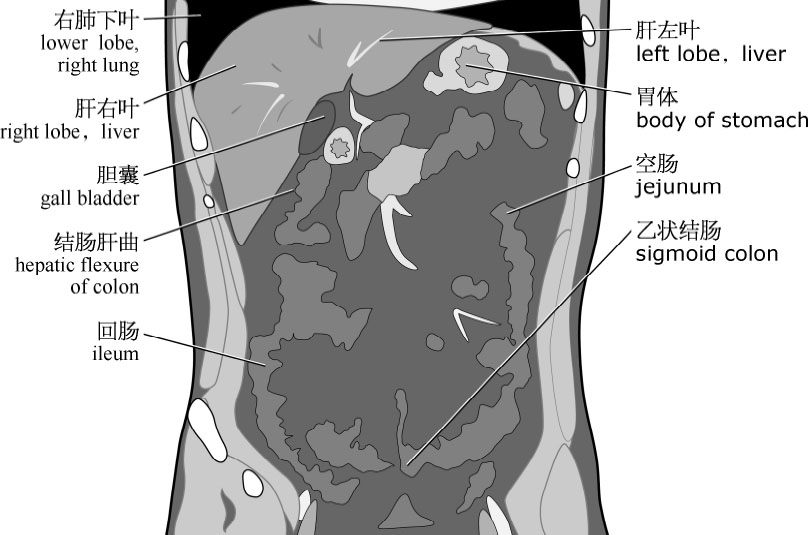 右肺下叶
lower lobe,
right lung
肝右叶
right lobe，liver
胆囊
gall bladder
结肠肝曲
hepatic flexure
of colon
回肠
ileum
肝左叶
left lobe，liver
胃体
body of stomach
空肠
jejunum
乙状结肠
sigmoid colon